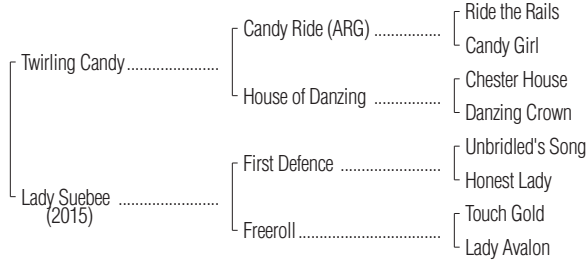 Ride the Rails
Candy Ride (ARG) ................
Candy Girl
Twirling Candy......................
Chester House
House of Danzing ................
Danzing Crown
Unbridled's Song
First Defence ........................
Honest Lady
Lady Suebee ........................
(2015)
Touch Gold
Freeroll..................................
Lady Avalon